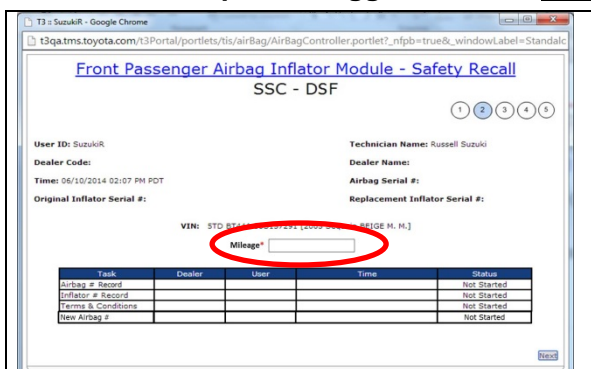 T3 :: SuzukiR - Google Chrome
t3qa.tms.toyota.com/t3Portal/portlets/tis/airBag/AirBagController.portlet?_nfpb=true&_windowLabel=Standalc
Front Passenger Airbag Inflator Module - Safety Recall
SSC - DSF
1 2 3 4 5
User ID: SuzukiR Technician Name: Russell Suzuki
Dealer Code: Dealer Name:
Time: 06/10/2014 02:07 PM PDT Airbag Serial #:
Original Inflator Serial #: Replacement Inflator Serial #:
VIN: STD BEIGE M. M.]
Mileage*
Task Dealer User Time Status
Airbag # Record Not Started
Inflator # Record Not Started
Terms & Conditions Not Started
New Airbag # Not Started
Next